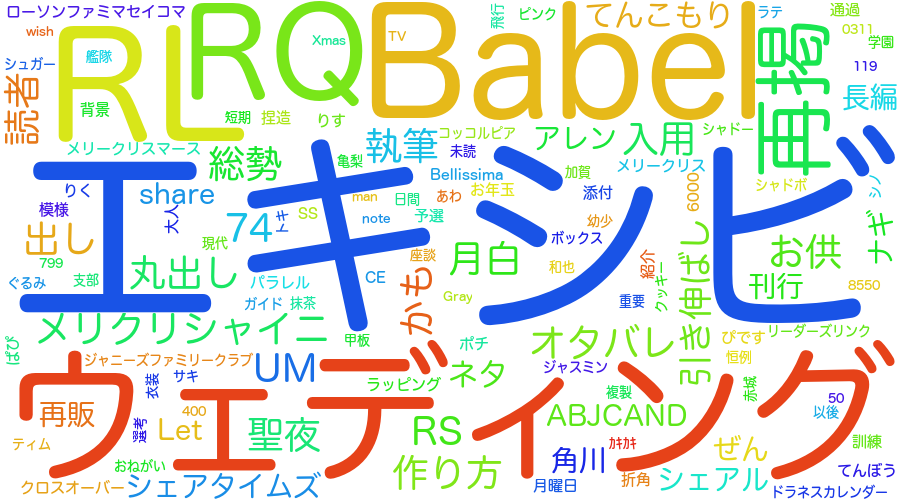 ローソンファミマセイコマ
wish
RL
RQ
Xmas
TV
Babel
飛行
ピンク
てんこもり
ラテ
再掲
通過
0311
学園
119
シュガー
艦隊
読者
背景
短期
捏造
りす
執筆
コッコルピア
未読
アレン
入用
シャドー
長編
メリークリスマース
総勢
亀梨
Bellissima
お年玉
加賀
メリークリス
シャドボ
シノ
りく
share
模様
大人
74
トキ
SS
man
日間
あわ
note
予選
添付
幼少
6000
エキシビ
出し
現代
799
支部
ぐるみ
丸出し
パラレル
ガイド
抹茶
CE
座談
かも
月白
Gray
ボックス
和也
紹介
クッキー
重要
引き伸ばし
お供
ナギ
刊行
8550
メリクリシャイニ
甲板
ぱぴ
ポチ
オタバレ
ぴです
リーダーズリンク
恒例
ジャニーズファミリークラブ
衣装
サキ
UM
ラッピング
ネタ
ジャスミン
複製
赤城
ウェディング
再販
400
選考
Let
聖夜
RS
ABJCAND
50
以後
ティム
おねがい
作り方
角川
ｶｷｶｷ
ぜん
訓練
クロスオーバー
シェアタイムズ
月曜日
折角
シェアル
てんぼう
ドラネスカレンダー